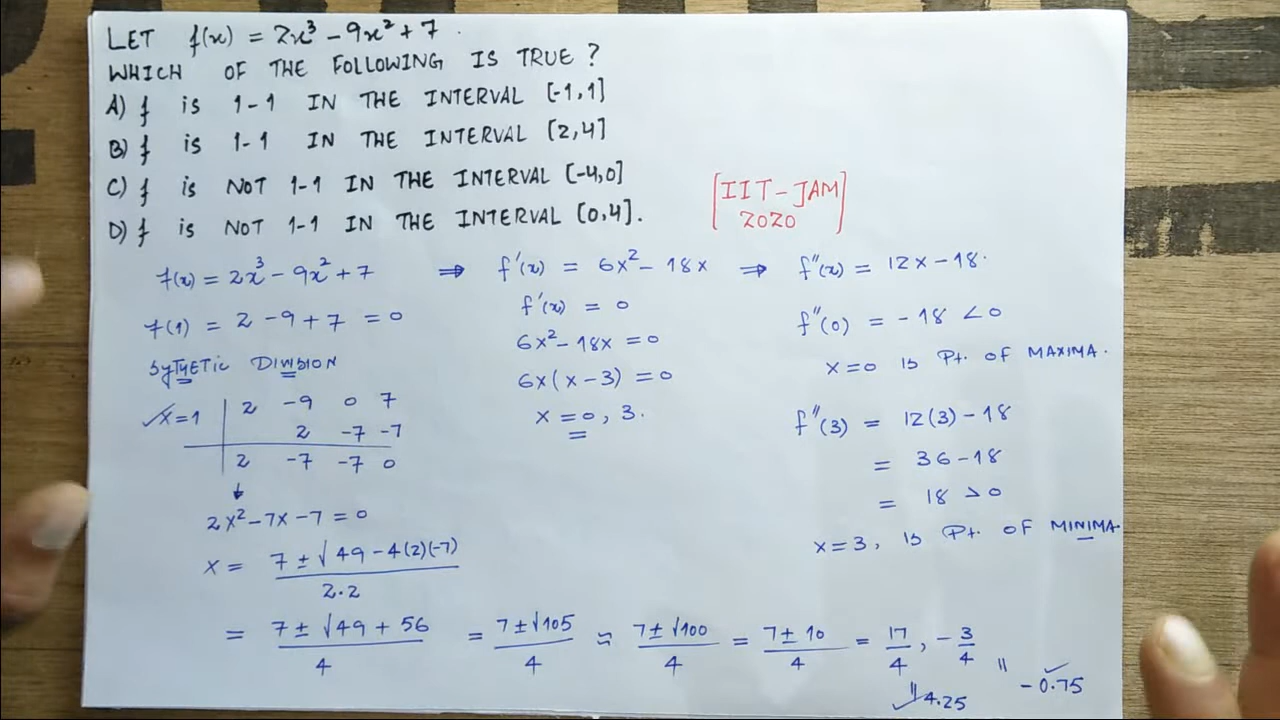 LET f(x) = 2x³ - 9x² + 7.
WHICH OF THE FOLLOWING IS TRUE?
A) f is 1-1 IN THE INTERVAL [-1,1]
B) f is 1-1 IN THE INTERVAL [2,4]
C) f is NOT 1-1 IN THE INTERVAL [-4,0]
D) f is NOT 1-1 IN THE INTERVAL [0,4].
[IIT-JAM 2020]
f(x) = 2x³ - 9x² + 7
f(1) = 2 - 9 + 7 = 0
SyTHETIC DIVISION
✓x=1 | 2 -9 0 7
2 -7 -7
2 -7 -7 0
↓
2x² - 7x - 7 = 0
x = (7 ± √49 - 4(2)(-7)) / 2.2
= (7 ± √49 + 56) / 4 = (7 ± √105) / 4 ≈ (7 ± √100) / 4 = (7 ± 10) / 4 = 17/4, -3/4
" ✓4.25
" -0.75 ✓
⇒ f'(x) = 6x² - 18x
f'(x) = 0
6x² - 18x = 0
6x(x - 3) = 0
x = 0, 3.
⇒ f''(x) = 12x - 18.
f''(0) = -18 < 0
x=0 is Pt. OF MAXIMA.
f''(3) = 12(3) - 18
= 36 - 18
= 18 > 0
x=3, is Pt. OF MINIMA.